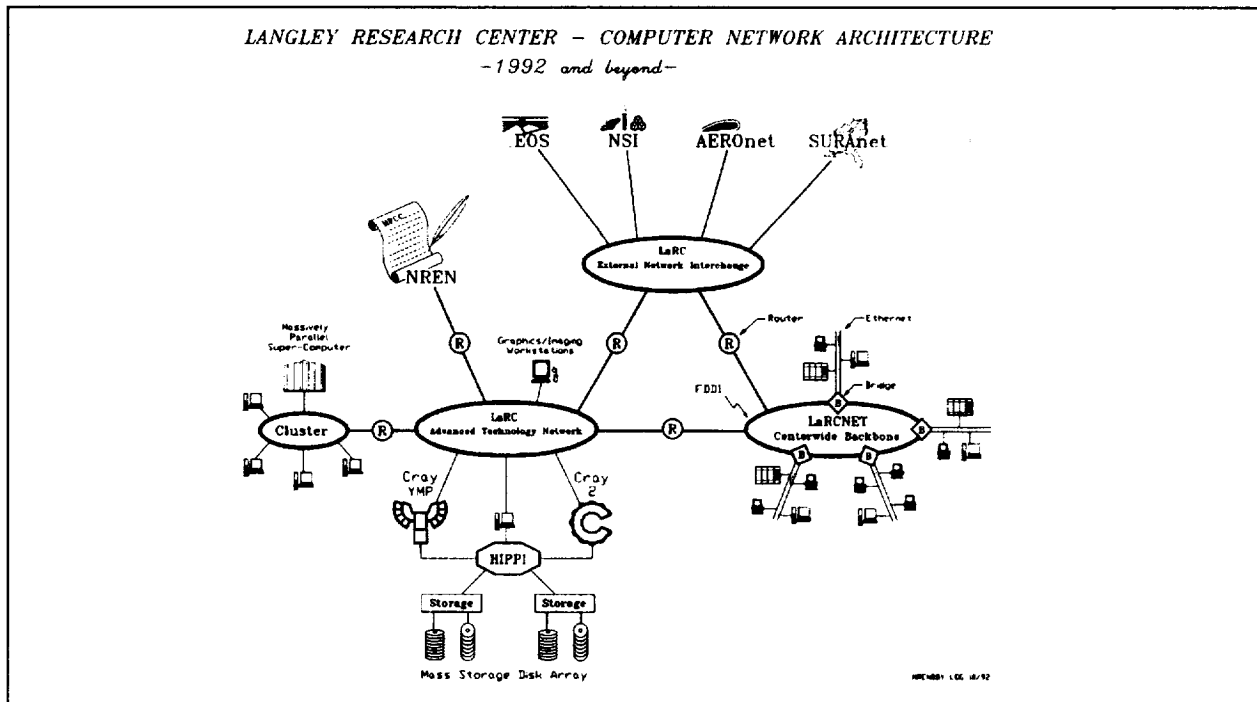 LANGLEY RESEARCH CENTER - COMPUTER NETWORK ARCHITECTURE
-1992 and beyond-
EOS
NSI
AEROnet
SURAnet
LaRC
External Network Interchange
NREN
Massively
Parallel
Super-Computer
R
Graphics/Imaging
Workstations
R
R
Router
Ethernet
FDDI
Bridge
B
Cluster
R
LaRC
Advanced Technology Network
R
LaRCNET
Centerwide Backbone
B
B
B
Cray
YMP
Cray
2
HIPPI
Storage
Storage
Mass Storage Disk Array